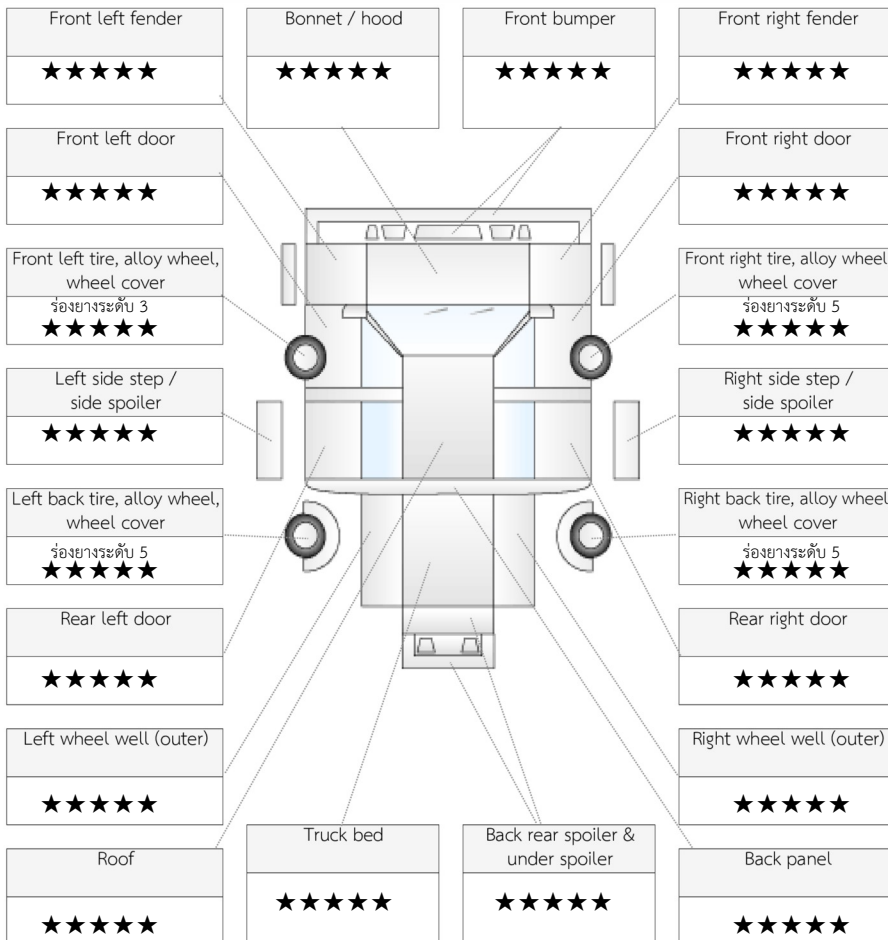 Front left fender
★★★★★
Bonnet / hood
★★★★★
Front bumper
★★★★★
Front right fender
★★★★★
Front left door
★★★★★
Front right door
★★★★★
Front left tire, alloy wheel,
wheel cover
ร่องยางระดับ 3
★★★★★
Front right tire, alloy wheel
wheel cover
ร่องยางระดับ 5
★★★★★
Left side step /
side spoiler
★★★★★
Right side step /
side spoiler
★★★★★
Left back tire, alloy wheel,
wheel cover
ร่องยางระดับ 5
★★★★★
Right back tire, alloy wheel
wheel cover
ร่องยางระดับ 5
★★★★★
Rear left door
★★★★★
Rear right door
★★★★★
Left wheel well (outer)
★★★★★
Right wheel well (outer)
★★★★★
Roof
★★★★★
Truck bed
★★★★★
Back rear spoiler &
under spoiler
★★★★★
Back panel
★★★★★